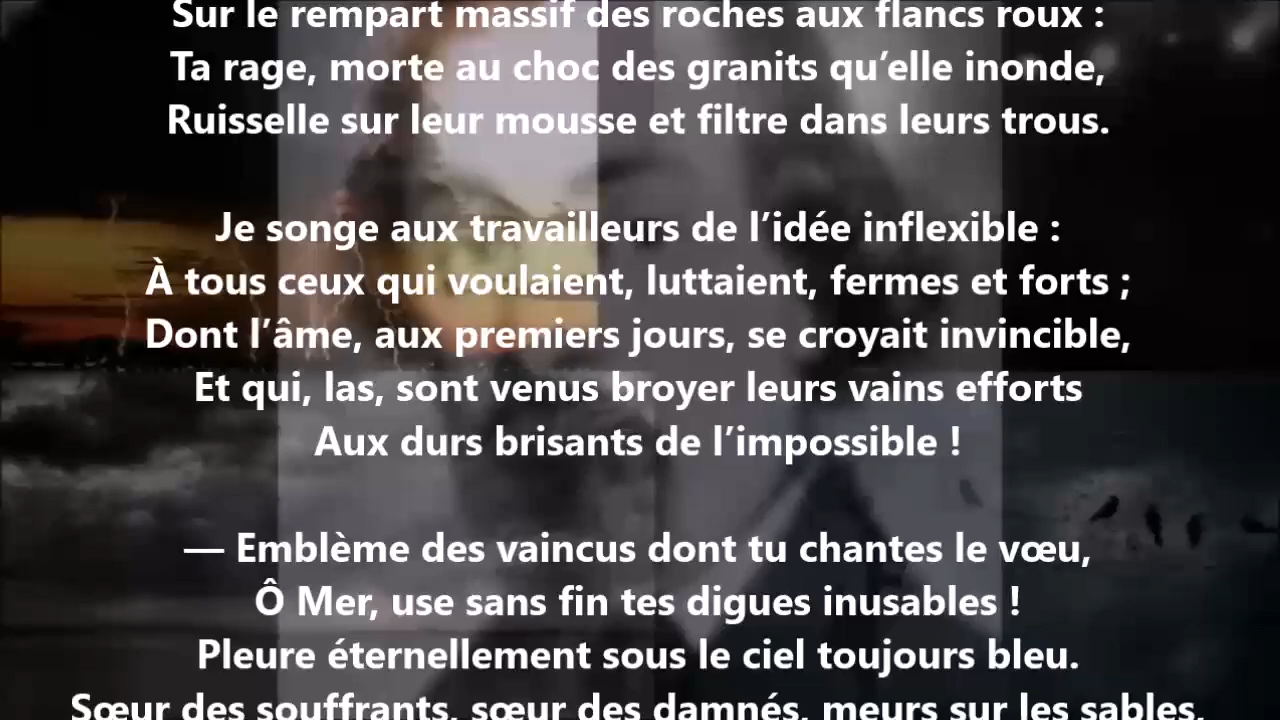 Sur le rempart massif des roches aux flancs roux :
Ta rage, morte au choc des granits qu’elle inonde,
Ruisselle sur leur mousse et filtre dans leurs trous.
Je songe aux travailleurs de l’idée inflexible :
À tous ceux qui voulaient, luttaient, fermes et forts ;
Dont l’âme, aux premiers jours, se croyait invincible,
Et qui, las, sont venus broyer leurs vains efforts
Aux durs brisants de l’impossible !
— Emblème des vaincus dont tu chantes le vœu,
Ô Mer, use sans fin tes digues inusables !
Pleure éternellement sous le ciel toujours bleu.
Sœur des souffrants, sœur des damnés, meurs sur les sables,